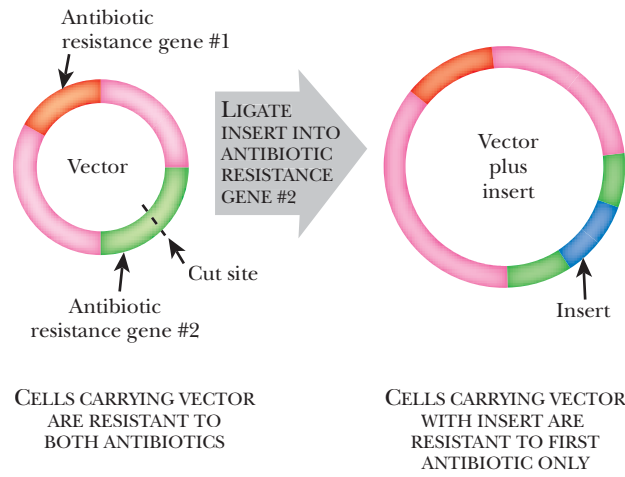 Antibiotic
resistance gene #1
Vector
Cut site
Antibiotic
resistance gene #2
LIGATE
INSERT INTO
ANTIBIOTIC
RESISTANCE
GENE #2
Vector
plus
insert
Insert
CELLS CARRYING VECTOR
ARE RESISTANT TO
BOTH ANTIBIOTICS
CELLS CARRYING VECTOR
WITH INSERT ARE
RESISTANT TO FIRST
ANTIBIOTIC ONLY